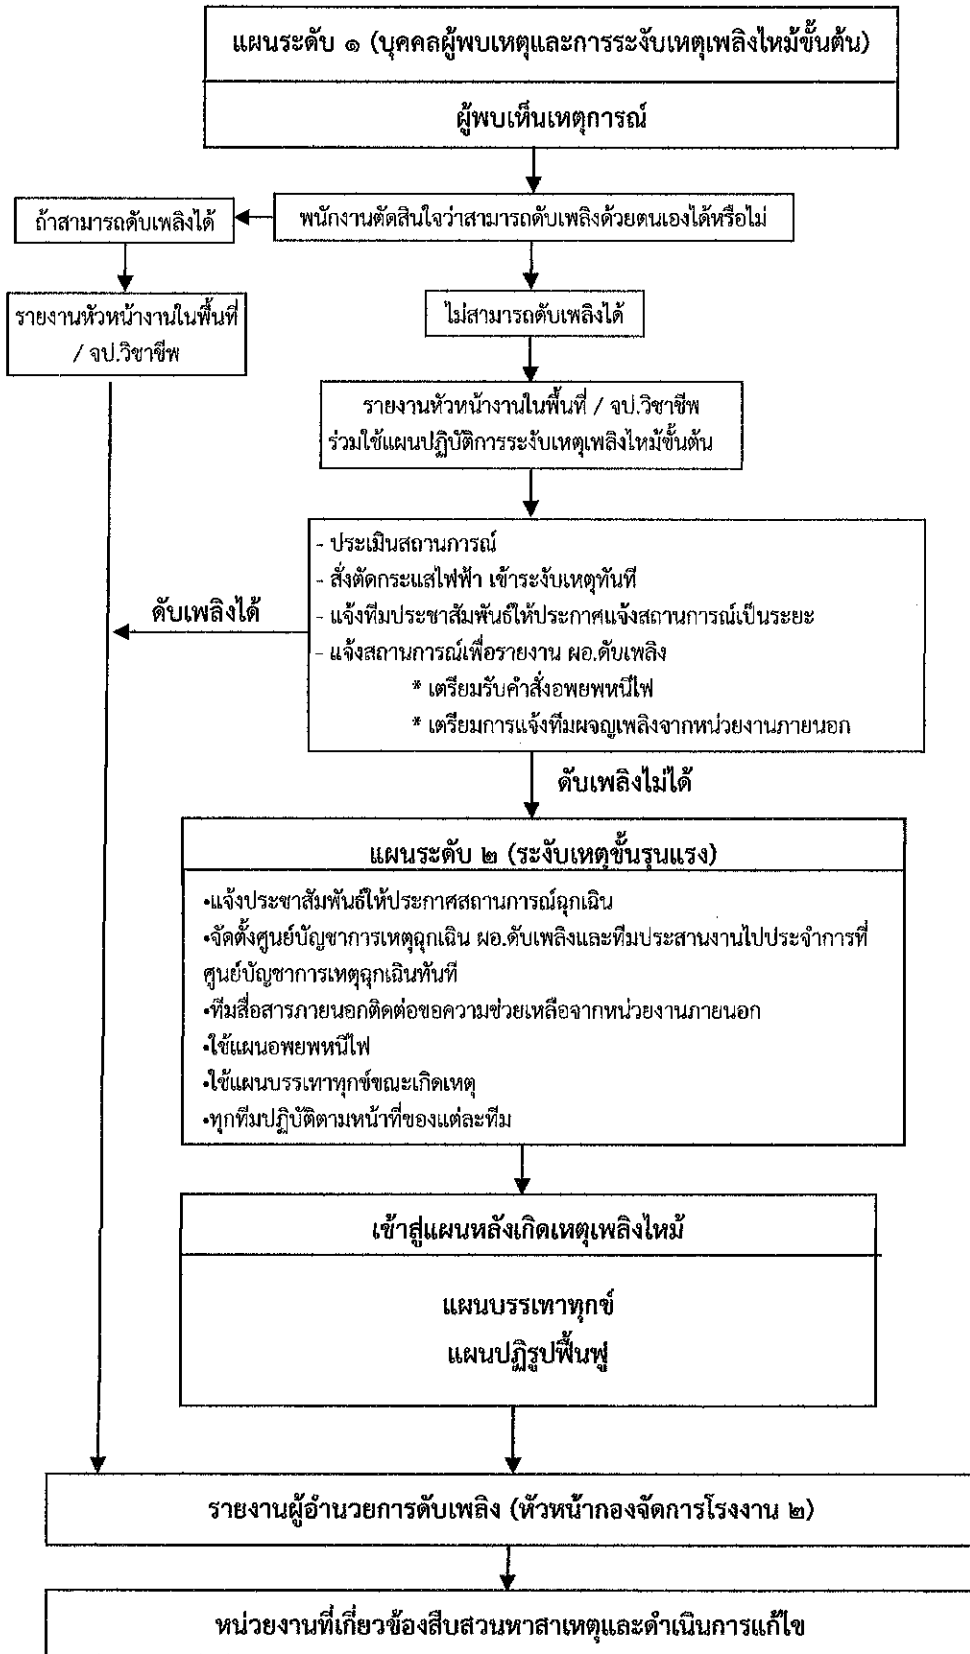 แผนระดับ ๑ (บุคคลผู้พบเหตุและการระงับเหตุเพลิงไหม้ขั้นต้น)
ผู้พบเห็นเหตุการณ์
ถ้าสามารถดับเพลิงได้
พนักงานตัดสินใจว่าสามารถดับเพลิงด้วยตนเองได้หรือไม่
รายงานหัวหน้างานในพื้นที่
/ จป.วิชาชีพ
ไม่สามารถดับเพลิงได้
รายงานหัวหน้างานในพื้นที่ / จป.วิชาชีพ
ร่วมใช้แผนปฏิบัติการระงับเหตุเพลิงไหม้ขั้นต้น
- ประเมินสถานการณ์
- สั่งตัดกระแสไฟฟ้า เข้าระงับเหตุทันที
- แจ้งทีมประชาสัมพันธ์ให้ประกาศแจ้งสถานการณ์เป็นระยะ
- แจ้งสถานการณ์เพื่อรายงาน ผอ.ดับเพลิง
* เตรียมรับคำสั่งอพยพหนีไฟ
* เตรียมการแจ้งทีมผจญเพลิงจากหน่วยงานภายนอก
ดับเพลิงได้
ดับเพลิงไม่ได้
แผนระดับ ๒ (ระงับเหตุขั้นรุนแรง)
•แจ้งประชาสัมพันธ์ให้ประกาศสถานการณ์ฉุกเฉิน
•จัดตั้งศูนย์บัญชาการเหตุฉุกเฉิน ผอ.ดับเพลิงและทีมประสานงานไปประจำการที่
ศูนย์บัญชาการเหตุฉุกเฉินทันที
•ทีมสื่อสารภายนอกติดต่อขอความช่วยเหลือจากหน่วยงานภายนอก
•ใช้แผนอพยพหนีไฟ
•ใช้แผนบรรเทาทุกข์ขณะเกิดเหตุ
•ทุกทีมปฏิบัติตามหน้าที่ของแต่ละทีม
เข้าสู่แผนหลังเกิดเหตุเพลิงไหม้
แผนบรรเทาทุกข์
แผนปฏิรูปฟื้นฟู
รายงานผู้อำนวยการดับเพลิง (หัวหน้ากองจัดการโรงงาน ๒)
หน่วยงานที่เกี่ยวข้องสืบสวนหาสาเหตุและดำเนินการแก้ไข